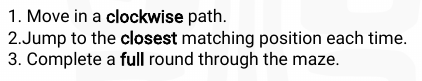 1. Move in a clockwise path.
2.Jump to the closest matching position each time.
3. Complete a full round through the maze.